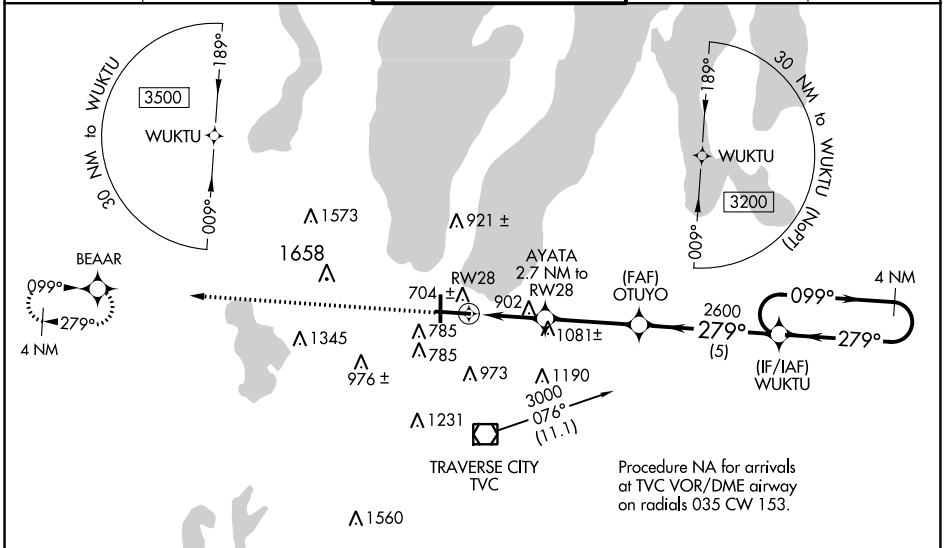 30 NM to WUKTU
189°
3500
WUKTU
009°
189°
30 NM to WUKTU (NoPT)
WUKTU
3200
009°
1573
921 ±
1658
BEAAR
099°
279°
4 NM
704 ±
RW28
902
AYATA
2.7 NM to
RW28
(FAF)
OTUYO
2600
279°
(5)
099°
4 NM
279°
(IF/IAF)
WUKTU
1081±
785
785
1345
976 ±
973
1190
3000
076°
(11.1)
1231
TRAVERSE CITY
TVC
Procedure NA for arrivals
at TVC VOR/DME airway
on radials 035 CW 153.
1560